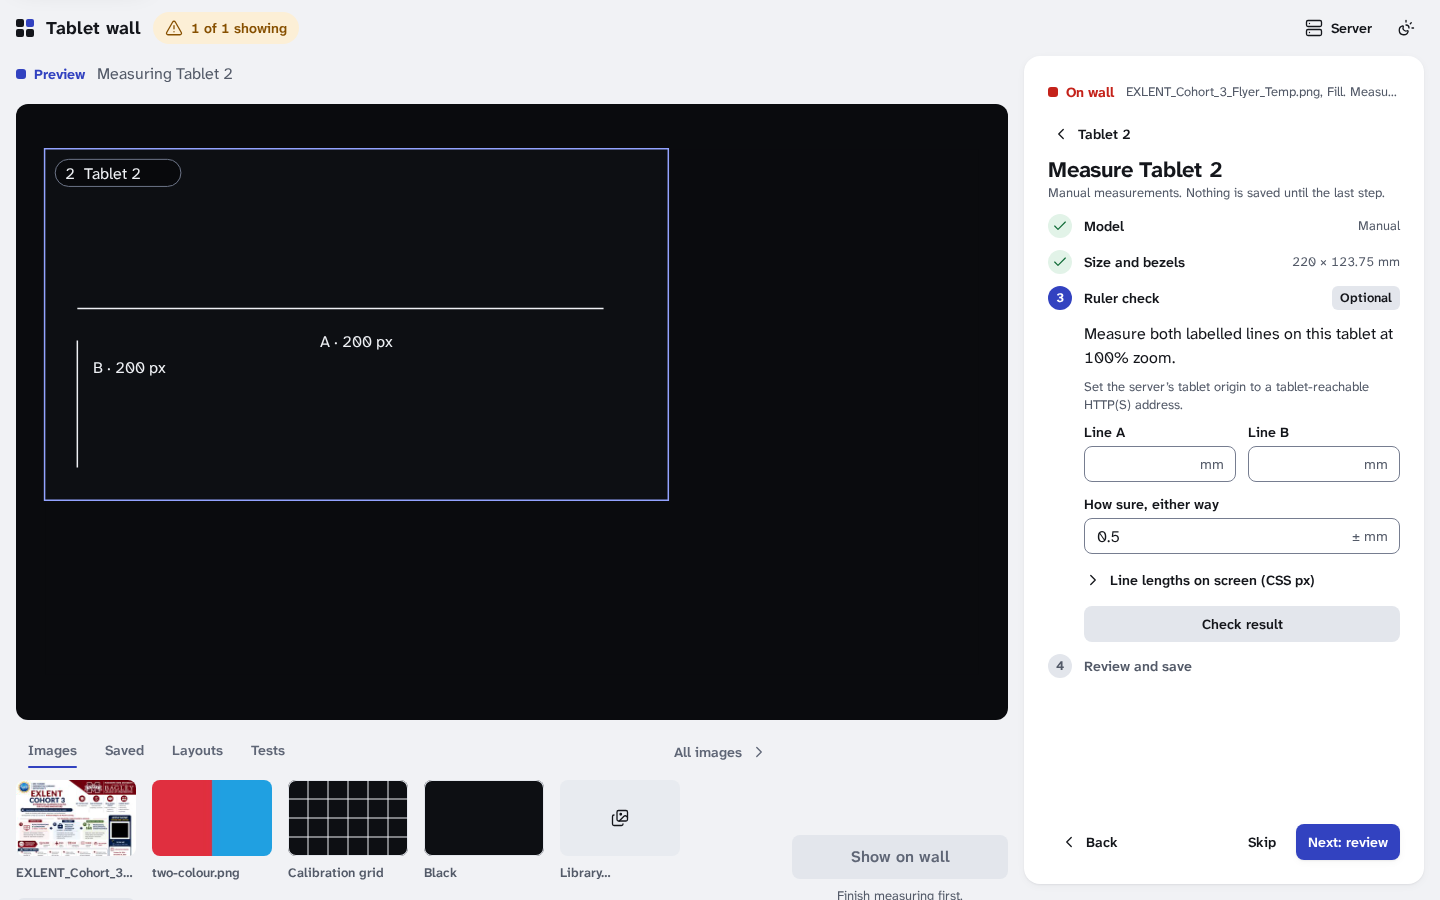 Tablet wall
1 of 1 showing
Server
Preview
Measuring Tablet 2
2 Tablet 2
A · 200 px
B · 200 px
On wall
EXLENT_Cohort_3_Flyer_Temp.png, Fill. Measu...
Tablet 2
Measure Tablet 2
Manual measurements. Nothing is saved until the last step.
Model
Manual
Size and bezels
220 × 123.75 mm
3
Ruler check
Optional
Measure both labelled lines on this tablet at
100% zoom.
Set the server's tablet origin to a tablet-reachable
HTTP(S) address.
Line A
Line B
mm
mm
How sure, either way
0.5
± mm
Line lengths on screen (CSS px)
Check result
4
Review and save
Back
Skip
Next: review
Images
Saved
Layouts
Tests
All images
EXLENT
COHORT 3
BAGLEY
EXLENT_Cohort_3...
two-colour.png
Calibration grid
Black
Library...
Show on wall
Finish measuring first.